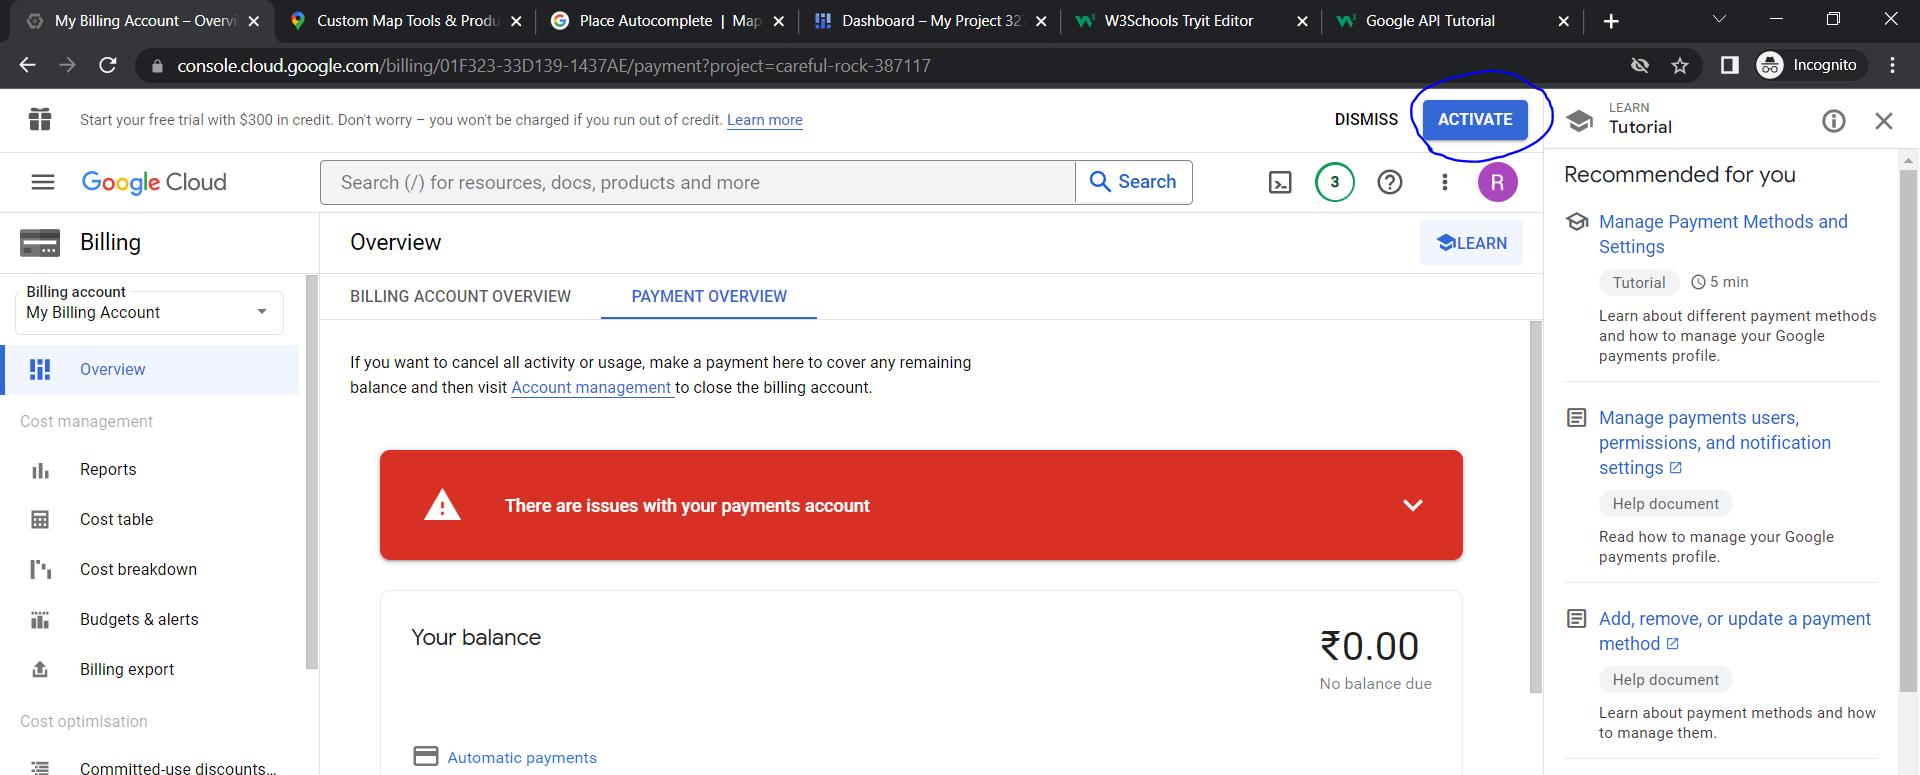 My Billing Account – Overvi
Custom Map Tools & Produ
Place Autocomplete | Map
Dashboard – My Project 327
W3Schools Tryit Editor
Google API Tutorial
console.cloud.google.com/billing/01F323-33D139-1437AE/payment?project=careful-rock-387117
Incognito
Start your free trial with $300 in credit. Don't worry – you won't be charged if you run out of credit. Learn more
DISMISS
ACTIVATE
Google Cloud
Search (/) for resources, docs, products and more
Search
3
R
Billing
Billing account
My Billing Account
Overview
Cost management
Reports
Cost table
Cost breakdown
Budgets & alerts
Billing export
Cost optimisation
Committed-use discounts...
Overview
LEARN
BILLING ACCOUNT OVERVIEW
PAYMENT OVERVIEW
If you want to cancel all activity or usage, make a payment here to cover any remaining
balance and then visit Account management to close the billing account.
There are issues with your payments account
Your balance
₹0.00
No balance due
Automatic payments
LEARN
Tutorial
Recommended for you
Manage Payment Methods and
Settings
Tutorial
5 min
Learn about different payment methods
and how to manage your Google
payments profile.
Manage payments users,
permissions, and notification
settings
Help document
Read how to manage your Google
payments profile.
Add, remove, or update a payment
method
Help document
Learn about payment methods and how
to manage them.